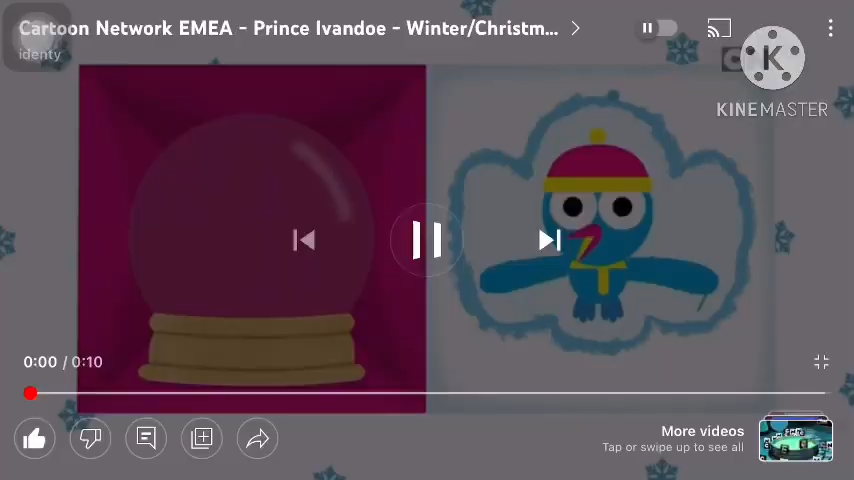 Cartoon Network EMEA - Prince Ivandoe - Winter/Christm...
identy
C
K
KINEMASTER
0:00 / 0:10
More videos
Tap or swipe up to see all